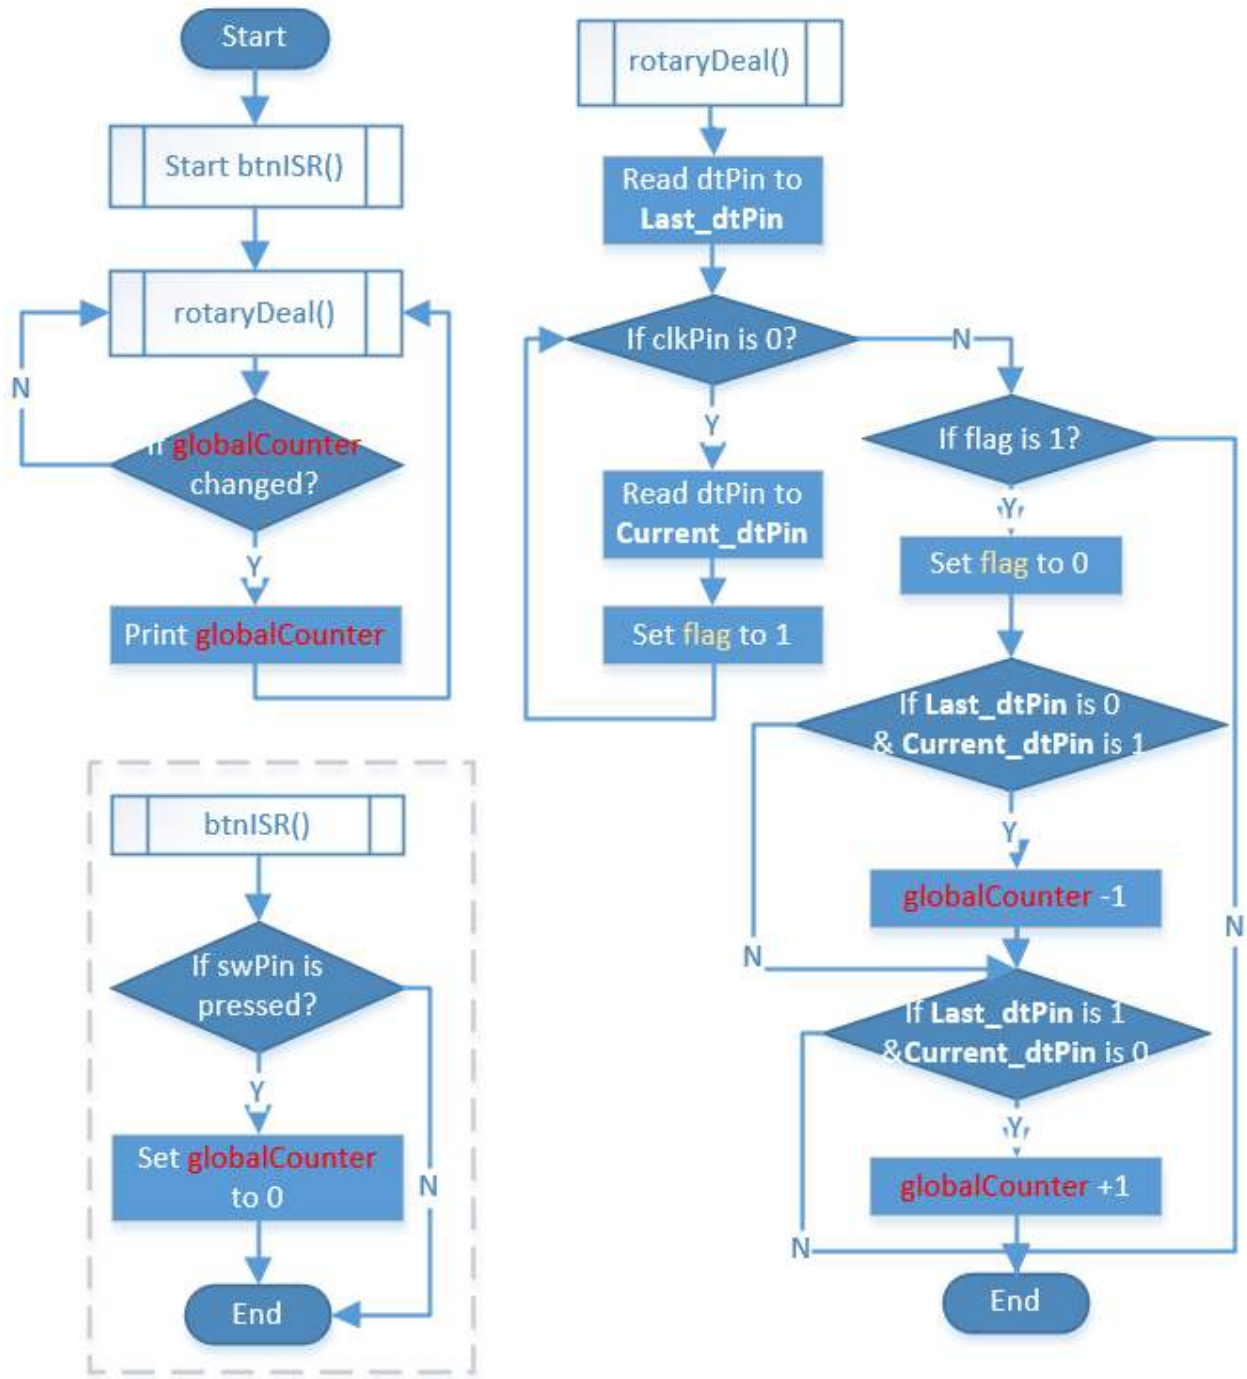 Start
Start btnISR()
rotaryDeal()
N
If globalCounter
changed?
Y
Print globalCounter
btnISR()
If swPin is
pressed?
Y
Set globalCounter
to 0
N
End
rotaryDeal()
Read dtPin to
Last_dtPin
If clkPin is 0?
N
Y
Read dtPin to
Current_dtPin
Set flag to 1
If flag is 1?
Y
Set flag to 0
If Last_dtPin is 0
& Current_dtPin is 1
Y
globalCounter -1
N
N
If Last_dtPin is 1
&Current_dtPin is 0
Y
globalCounter +1
N
End